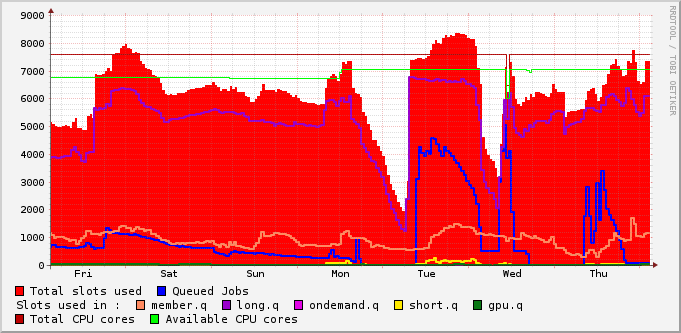 9000
8000
7000
6000
5000
4000
3000
2000
1000
0
Fri Sat Sun Mon Tue Wed Thu
RRDTOOL / TOBI OETIKER
Total slots used Queued Jobs
Slots used in : member.q long.q ondemand.q short.q gpu.q
Total CPU cores Available CPU cores